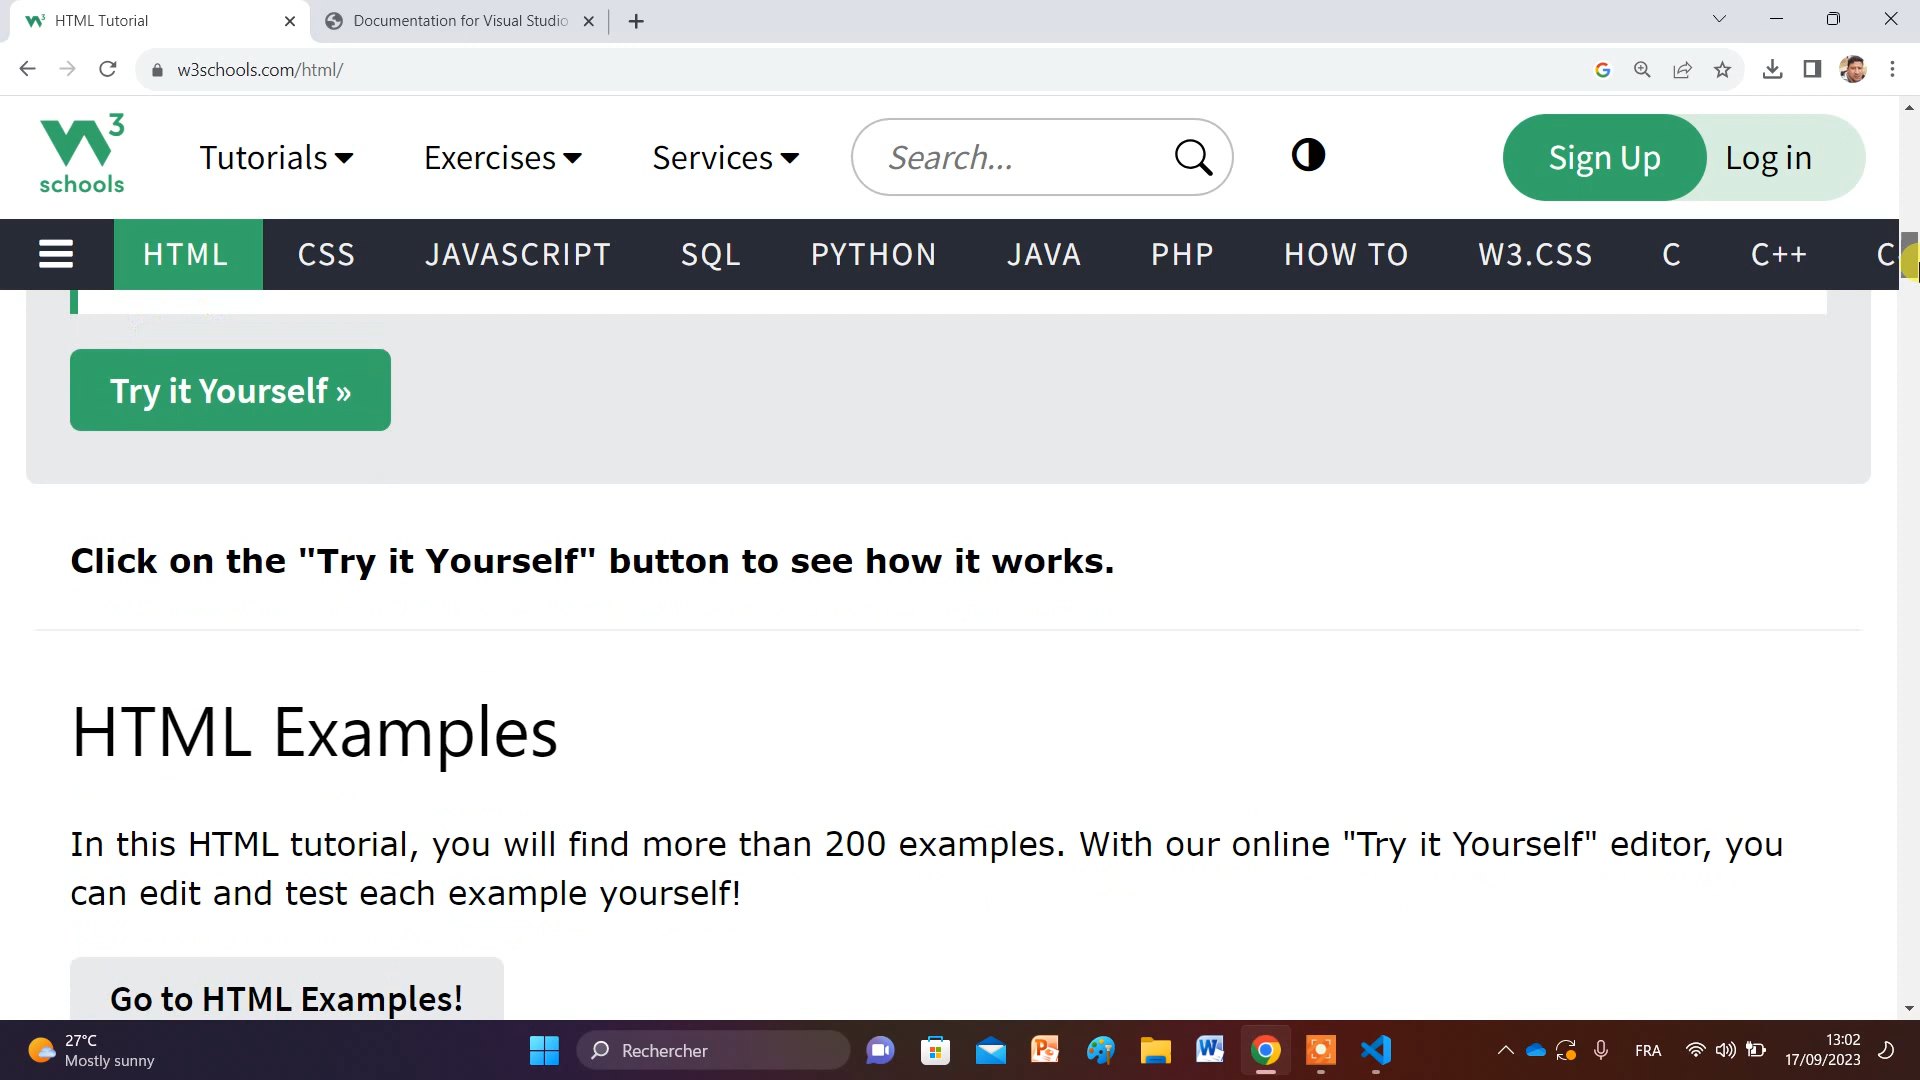 HTML Tutorial
Documentation for Visual Studio
w3schools.com/html/
3
schools
Tutorials
Exercises
Services
Search...
Sign Up
Log in
HTML CSS JAVASCRIPT SQL PYTHON JAVA PHP HOW TO W3.CSS C C++ C
Try it Yourself »
Click on the "Try it Yourself" button to see how it works.
HTML Examples
In this HTML tutorial, you will find more than 200 examples. With our online "Try it Yourself" editor, you
can edit and test each example yourself!
Go to HTML Examples!
27°C
Mostly sunny
Rechercher
FRA
13:02
17/09/2023